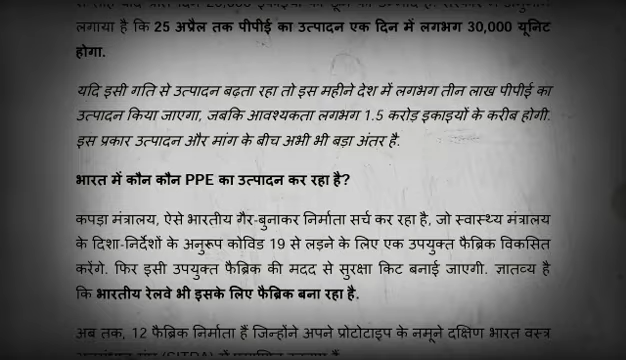 लगाया है कि 25 अप्रैल तक पीपीई का उत्पादन एक दिन में लगभग 30,000 यूनिट
होगा.
यदि इसी गति से उत्पादन बढ़ता रहा तो इस महीने देश में लगभग तीन लाख पीपीई का
उत्पादन किया जाएगा, जबकि आवश्यकता लगभग 1.5 करोड़ इकाइयों के करीब होगी.
इस प्रकार उत्पादन और मांग के बीच अभी भी बड़ा अंतर है.
भारत में कौन कौन PPE का उत्पादन कर रहा है?
कपड़ा मंत्रालय, ऐसे भारतीय गैर-बुनाकर निर्माता सर्च कर रहा है, जो स्वास्थ्य मंत्रालय
के दिशा-निर्देशों के अनुरूप कोविड 19 से लड़ने के लिए एक उपयुक्त फैब्रिक विकसित
करेंगे. फिर इसी उपयुक्त फैब्रिक की मदद से सुरक्षा किट बनाई जाएगी. ज्ञातव्य है
कि भारतीय रेलवे भी इसके लिए फैब्रिक बना रहा है.
अब तक, 12 फैब्रिक निर्माता हैं जिन्होंने अपने प्रोटोटाइप के नमूने दक्षिण भारत वस्त्र